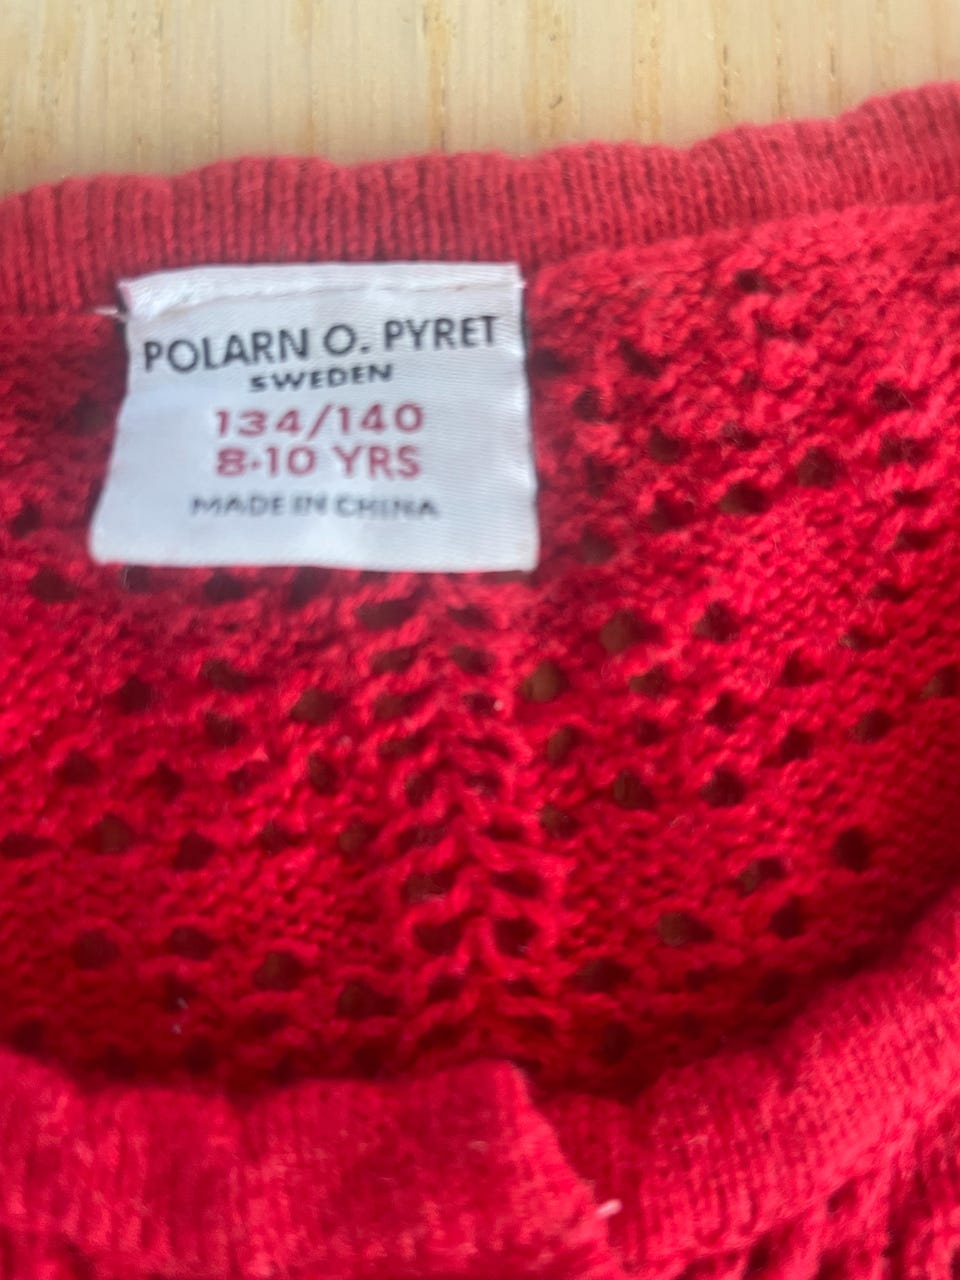 POLARN O. PYRET
SWEDEN
134/140
8-10 YRS
MADE IN CHINA